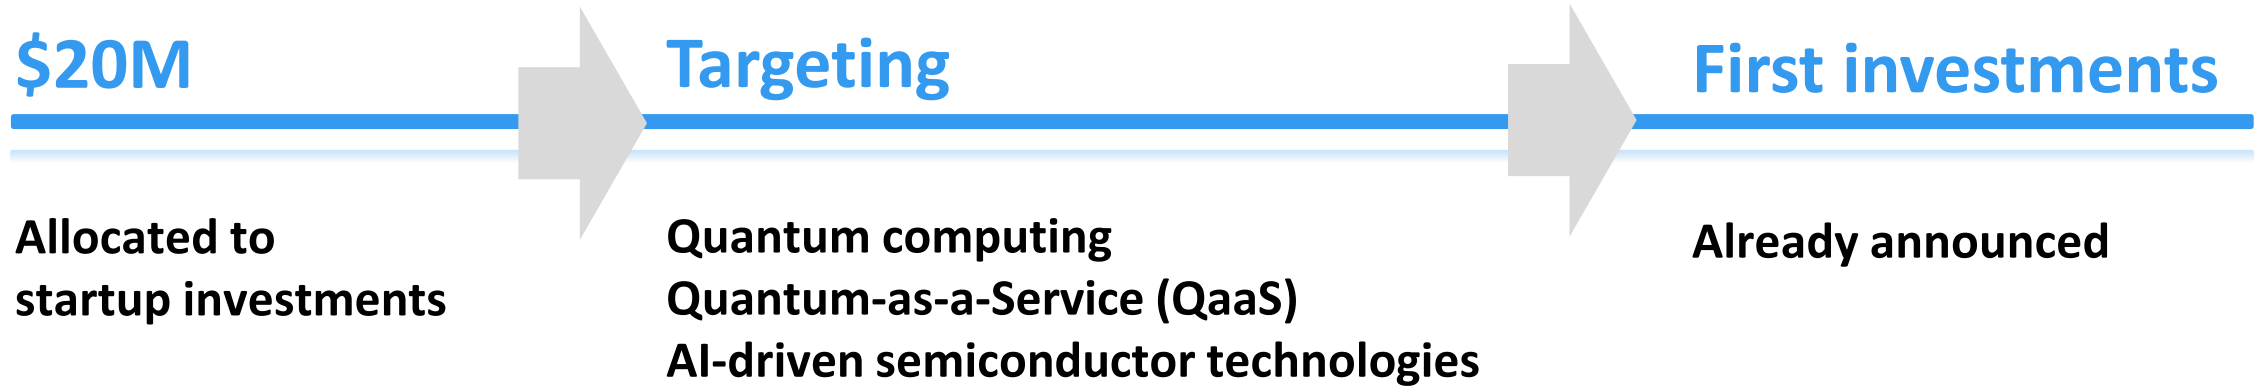 $20M
Allocated to
startup investments
Targeting
Quantum computing
Quantum-as-a-Service (QaaS)
AI-driven semiconductor technologies
First investments
Already announced